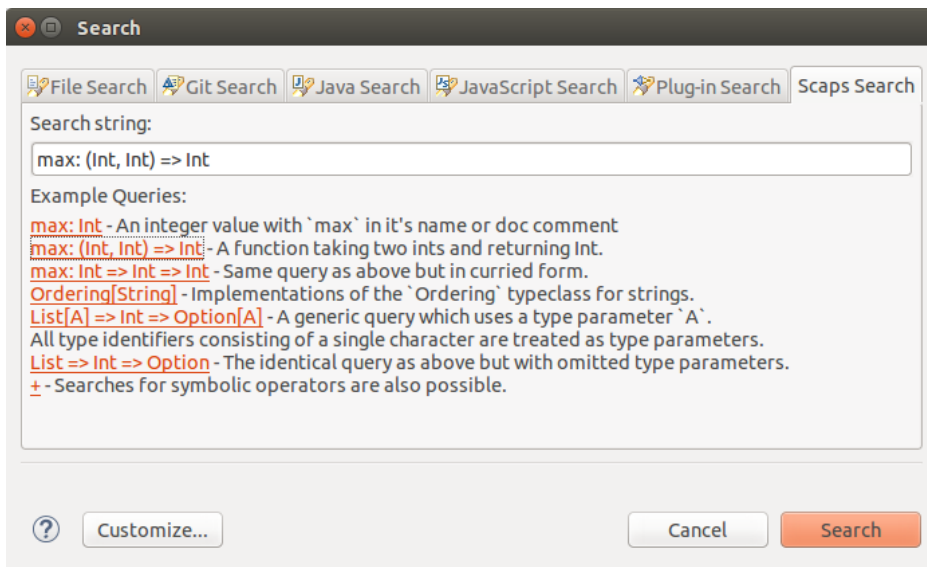 Search
File Search Git Search Java Search JavaScript Search Plug-in Search Scaps Search
Search string:
max: (Int, Int) => Int
Example Queries:
max: Int - An integer value with `max` in it's name or doc comment
max: (Int, Int) => Int - A function taking two ints and returning Int.
max: Int => Int => Int - Same query as above but in curried form.
Ordering[String] - Implementations of the `Ordering` typeclass for strings.
List[A] => Int => Option[A] - A generic query which uses a type parameter `A`.
All type identifiers consisting of a single character are treated as type parameters.
List => Int => Option - The identical query as above but with omitted type parameters.
+ - Searches for symbolic operators are also possible.
? Customize... Cancel Search